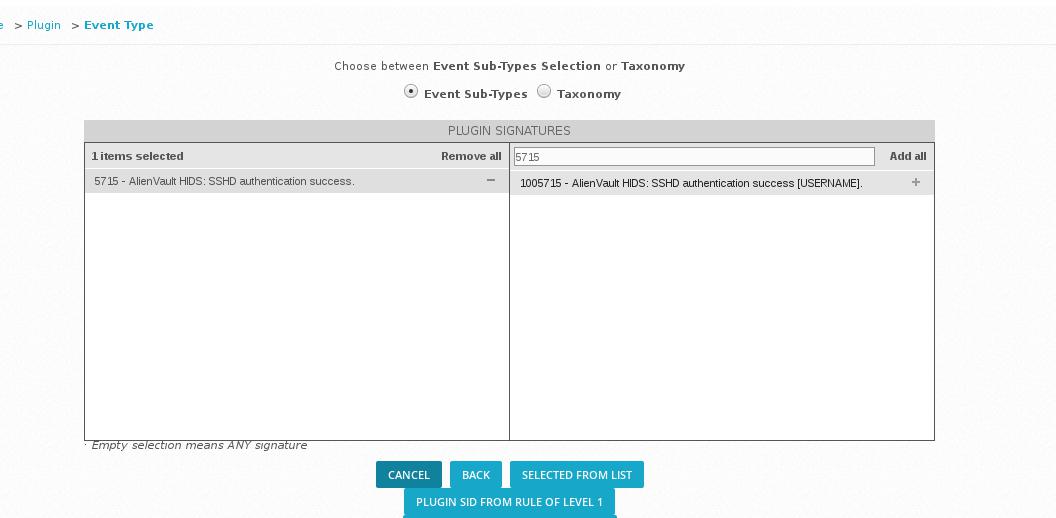 e > Plugin > Event Type
Choose between Event Sub-Types Selection or Taxonomy
Event Sub-Types Taxonomy
PLUGIN SIGNATURES
1 items selected Remove all 5715 Add all
5715 - AlienVault HIDS: SSHD authentication success. −
1005715 - AlienVault HIDS: SSHD authentication success [USERNAME]. +
· Empty selection means ANY signature
CANCEL BACK SELECTED FROM LIST
PLUGIN SID FROM RULE OF LEVEL 1